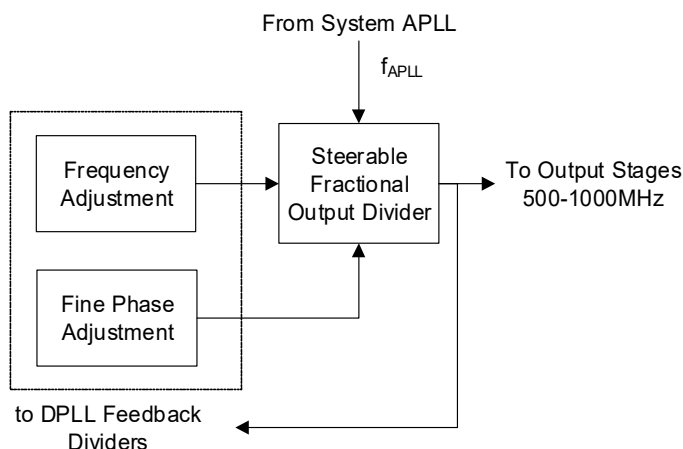 From System APLL
fAPLL
Frequency
Adjustment
Steerable
Fractional
Output Divider
To Output Stages
500-1000MHz
Fine Phase
Adjustment
to DPLL Feedback
Dividers